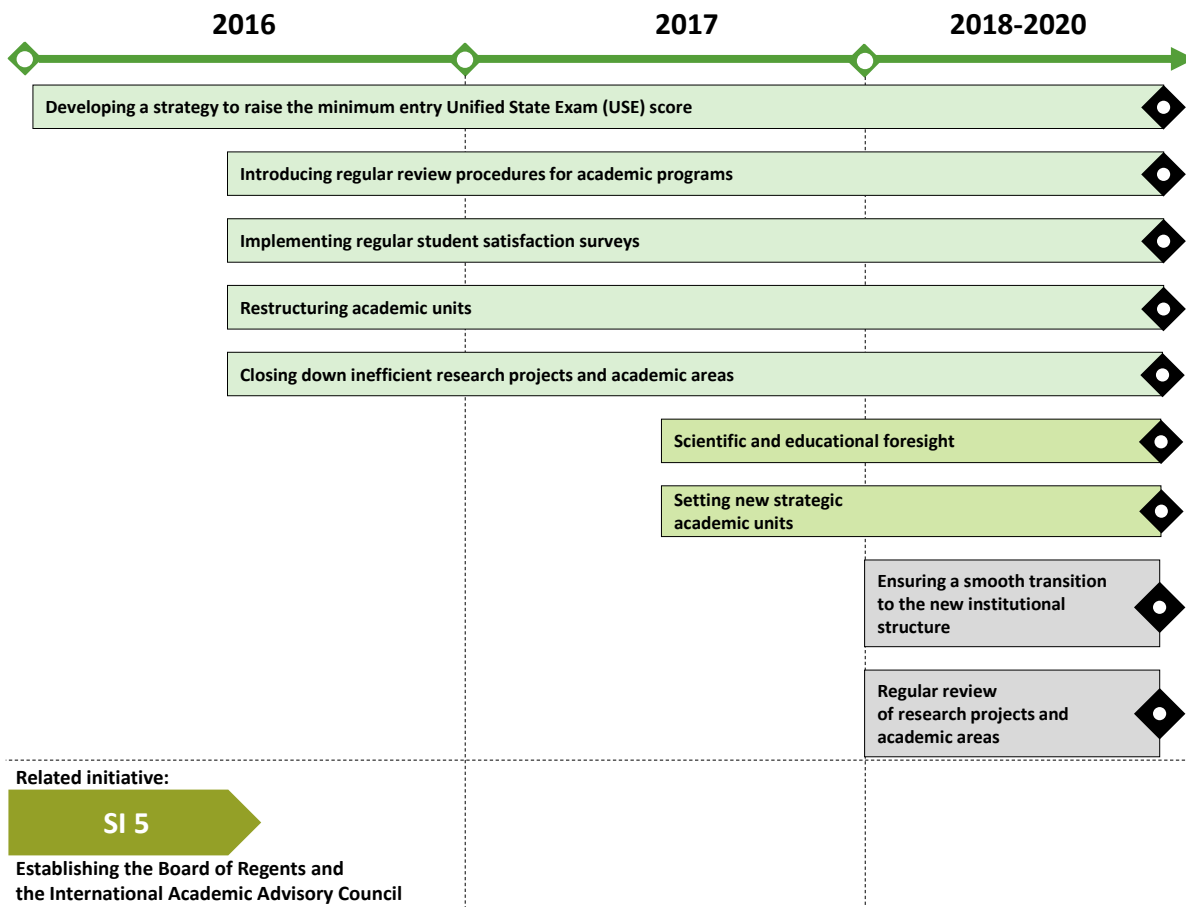 2016 2017 2018-2020
Developing a strategy to raise the minimum entry Unified State Exam (USE) score
Introducing regular review procedures for academic programs
Implementing regular student satisfaction surveys
Restructuring academic units
Closing down inefficient research projects and academic areas
Scientific and educational foresight
Setting new strategic
academic units
Ensuring a smooth transition
to the new institutional
structure
Regular review
of research projects and
academic areas
Related initiative:
SI 5
Establishing the Board of Regents and
the International Academic Advisory Council